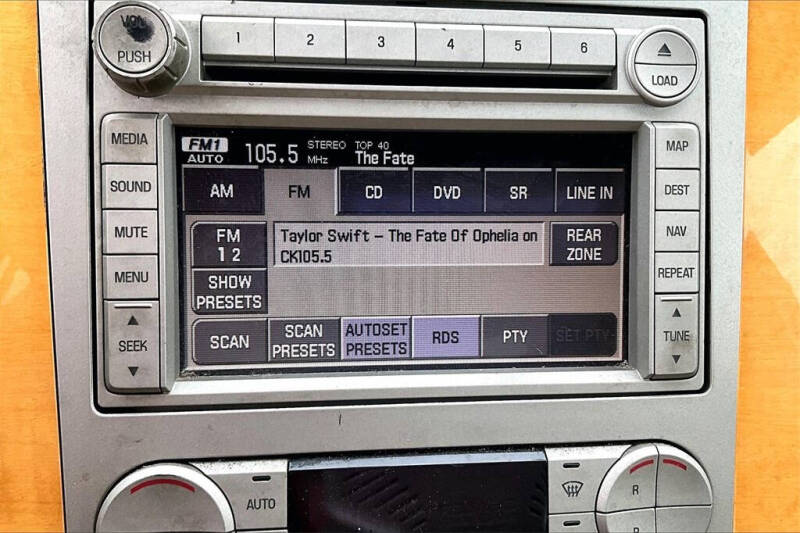 VOL
PUSH
1 2 3 4 5 6
LOAD
MEDIA
SOUND
MUTE
MENU
SEEK
FM1
AUTO
105.5 MHz
STEREO TOP 40
The Fate
AM FM CD DVD SR LINE IN
FM
1 2
Taylor Swift - The Fate Of Ophelia on
CK105.5
REAR
ZONE
SHOW
PRESETS
SCAN
SCAN
PRESETS
AUTOSET
PRESETS
RDS
PTY
SET PTY
MAP
DEST
NAV
REPEAT
TUNE
AUTO
R
R